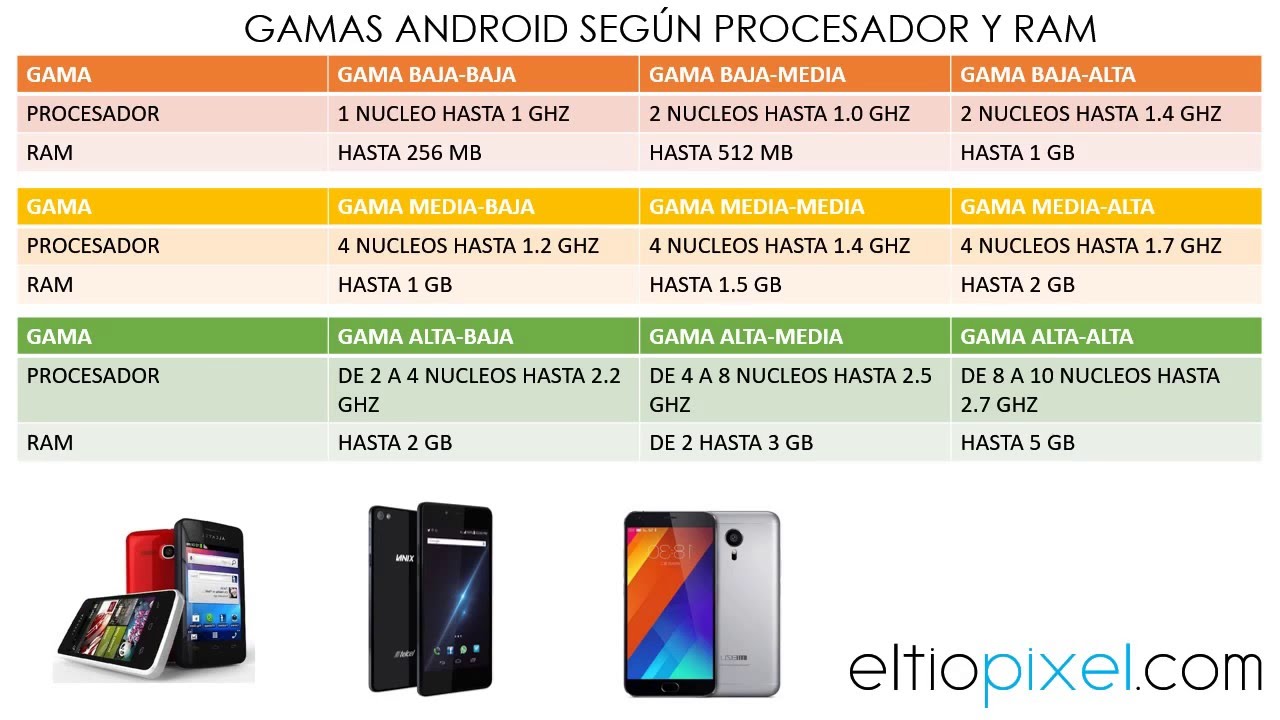 GAMAS ANDROID SEGÚN PROCESADOR Y RAM
GAMA GAMA BAJA-BAJA GAMA BAJA-MEDIA GAMA BAJA-ALTA
PROCESADOR 1 NUCLEO HASTA 1 GHZ 2 NUCLEOS HASTA 1.0 GHZ 2 NUCLEOS HASTA 1.4 GHZ
RAM HASTA 256 MB HASTA 512 MB HASTA 1 GB
GAMA GAMA MEDIA-BAJA GAMA MEDIA-MEDIA GAMA MEDIA-ALTA
PROCESADOR 4 NUCLEOS HASTA 1.2 GHZ 4 NUCLEOS HASTA 1.4 GHZ 4 NUCLEOS HASTA 1.7 GHZ
RAM HASTA 1 GB HASTA 1.5 GB HASTA 2 GB
GAMA GAMA ALTA-BAJA GAMA ALTA-MEDIA GAMA ALTA-ALTA
PROCESADOR DE 2 A 4 NUCLEOS HASTA 2.2 DE 4 A 8 NUCLEOS HASTA 2.5 DE 8 A 10 NUCLEOS HASTA
GHZ GHZ 2.7 GHZ
RAM HASTA 2 GB DE 2 HASTA 3 GB HASTA 5 GB
telcel
eltiopixel.com